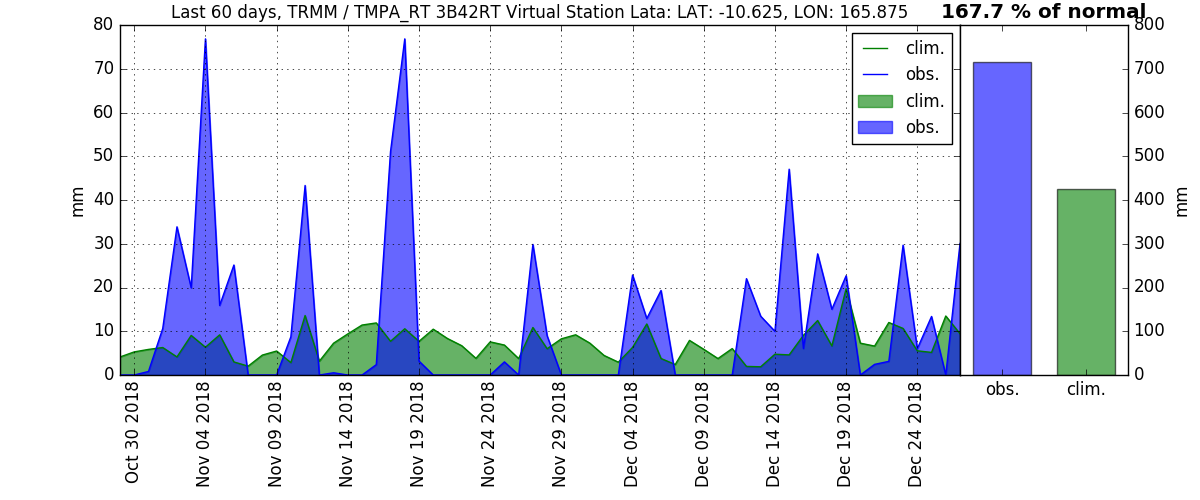 Last 60 days, TRMM / TMPA_RT 3B42RT Virtual Station Lata: LAT: -10.625, LON: 165.875
167.7 % of normal
80
70
60
50
40
30
20
10
0
mm
clim.
obs.
clim.
obs.
800
700
600
500
400
300
200
100
0
mm
obs.
clim.
Oct 30 2018
Nov 04 2018
Nov 09 2018
Nov 14 2018
Nov 19 2018
Nov 24 2018
Nov 29 2018
Dec 04 2018
Dec 09 2018
Dec 14 2018
Dec 19 2018
Dec 24 2018